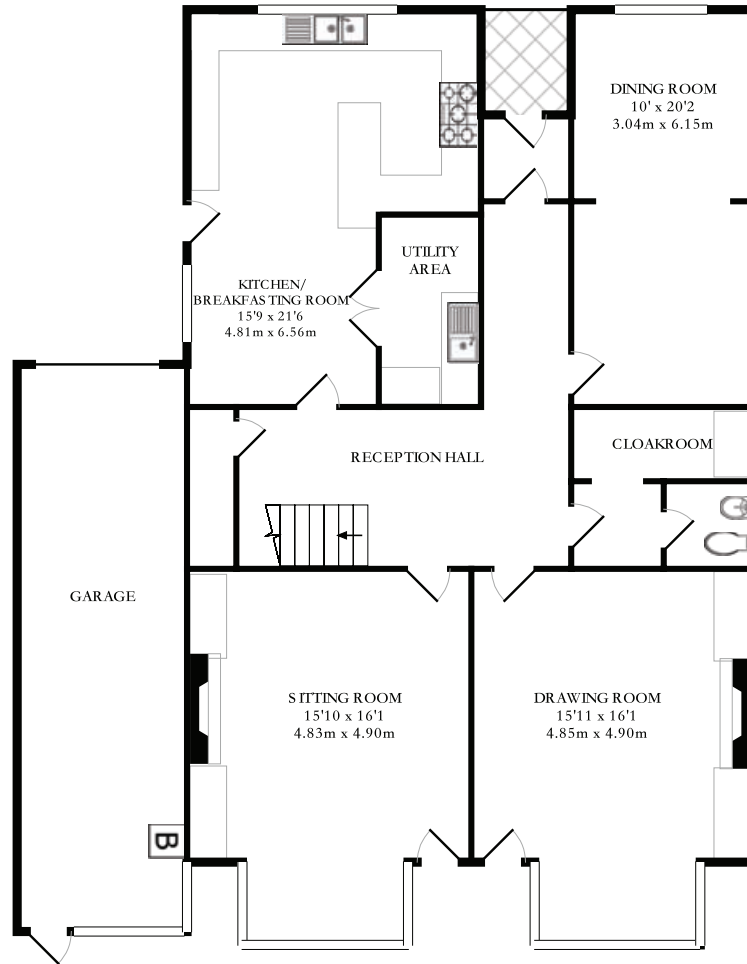 DINING ROOM
10' x 20'2
3.04m x 6.15m
UTILITY
AREA
KITCHEN/
BREAKFASTING ROOM
15'9 x 21'6
4.81m x 6.56m
CLOAKROOM
RECEPTION HALL
GARAGE
SITTING ROOM
15'10 x 16'1
4.83m x 4.90m
DRAWING ROOM
15'11 x 16'1
4.85m x 4.90m
B